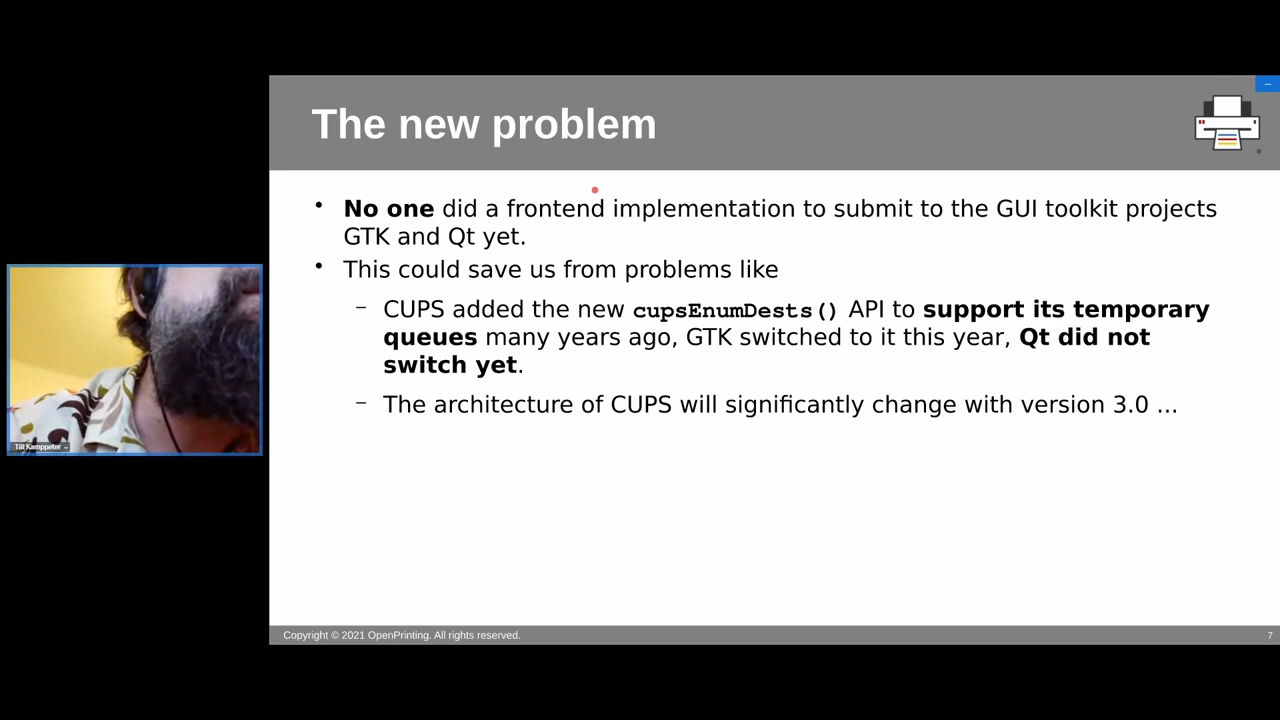 The new problem
• No one did a frontend implementation to submit to the GUI toolkit projects
GTK and Qt yet.
• This could save us from problems like
– CUPS added the new cupsEnumDests() API to support its temporary
queues many years ago, GTK switched to it this year, Qt did not
switch yet.
– The architecture of CUPS will significantly change with version 3.0 ...
Till Kamppeter
Copyright © 2021 OpenPrinting. All rights reserved.
7